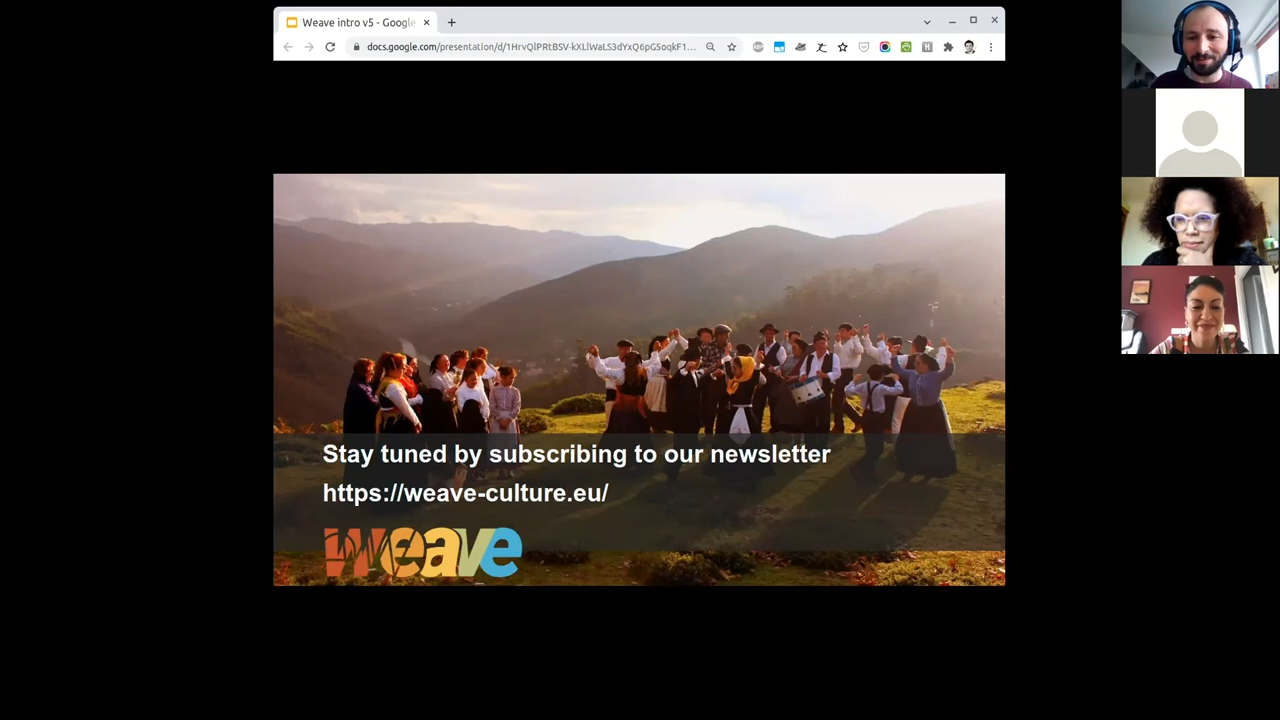 Weave intro v5 - Google
docs.google.com/presentation/d/1HrvQlPRtBSV-kXLlWaLS3dYxQ6pG5oqkF1...
Stay tuned by subscribing to our newsletter
https://weave-culture.eu/
weave